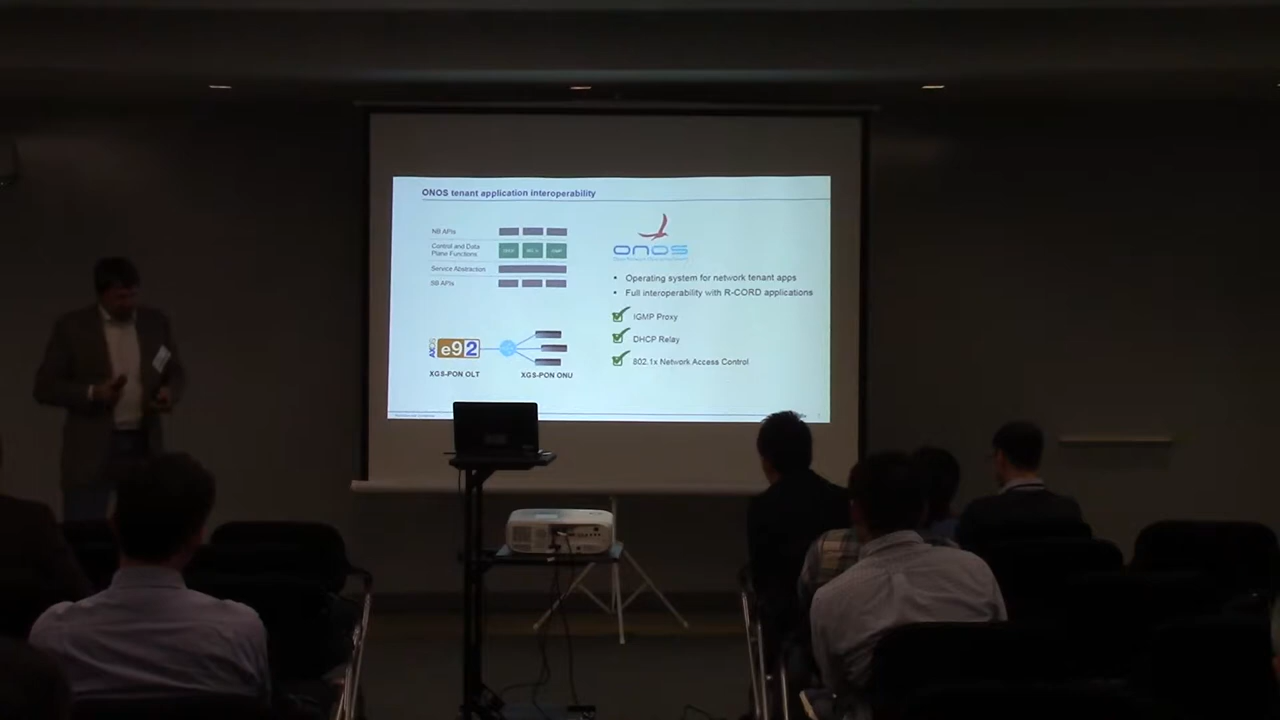 ONOS tenant application interoperability
NB APIs
Control and Data
Plane Functions
Service Abstraction
SB APIs
AXOS
e92
XGS-PON OLT
XGS-PON ONU
onos
• Operating system for network tenant apps
• Full interoperability with R-CORD applications
IGMP Proxy
DHCP Relay
802.1x Network Access Control